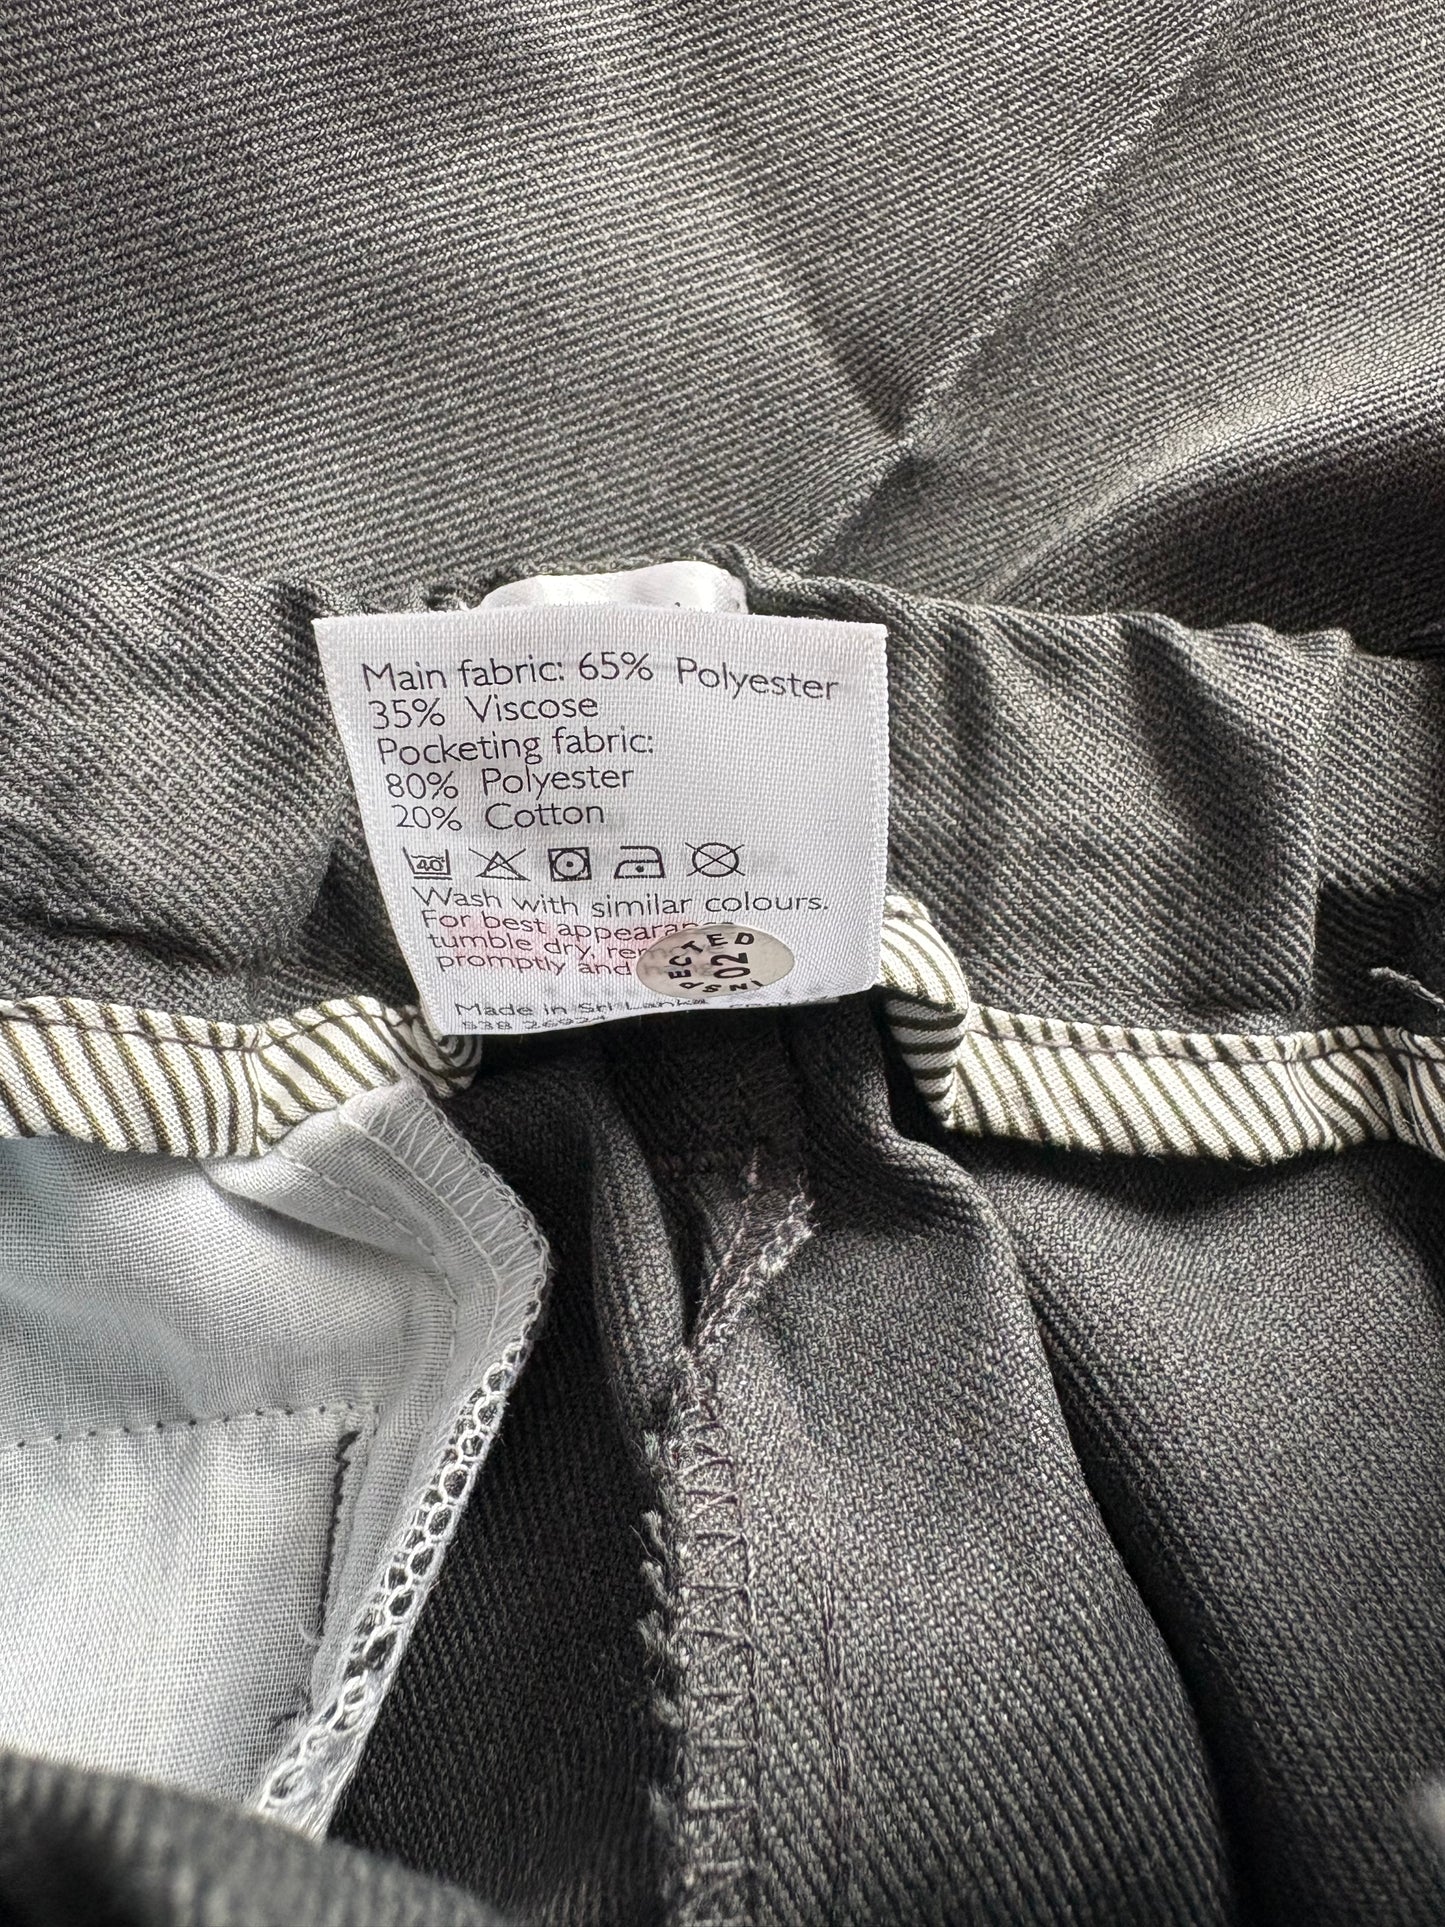 Main fabric: 65% Polyester
35% Viscose
Pocketing fabric:
80% Polyester
20% Cotton
40°
Wash with similar colours.
For best
tumble dry,
promptly and
INSPECTED
02
Made in Sri Lanka